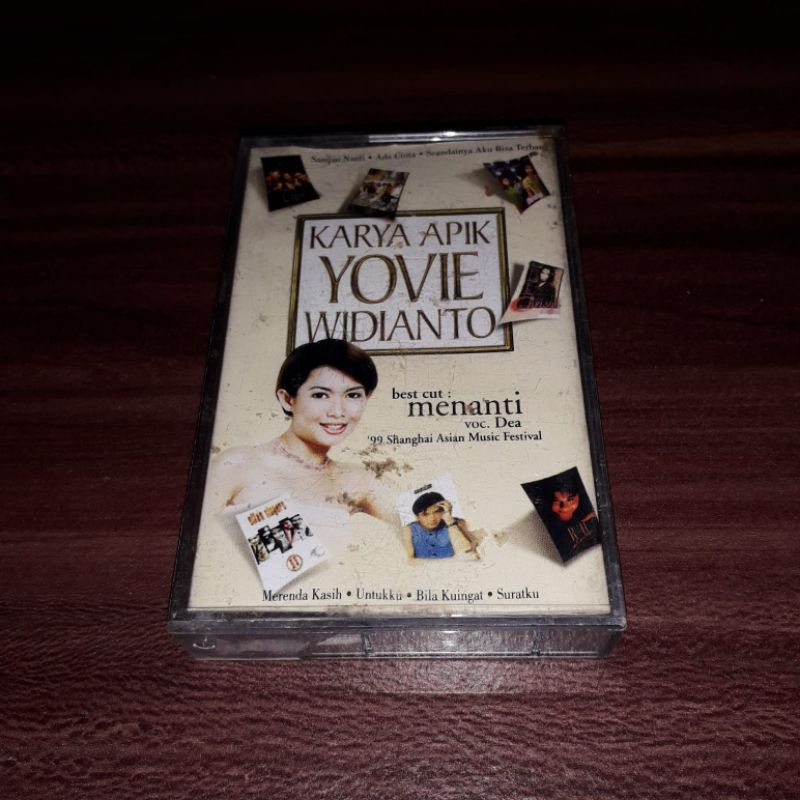 Sampai Nanti • Ada Cinta • Seandainya Aku Bisa Terbang
KARYA APIK
YOVIE
WIDIANTO
best cut :
menanti
voc. Dea
'99 Shanghai Asian Music Festival
11
Merenda Kasih • Untukku • Bila Kuingat • Suratku